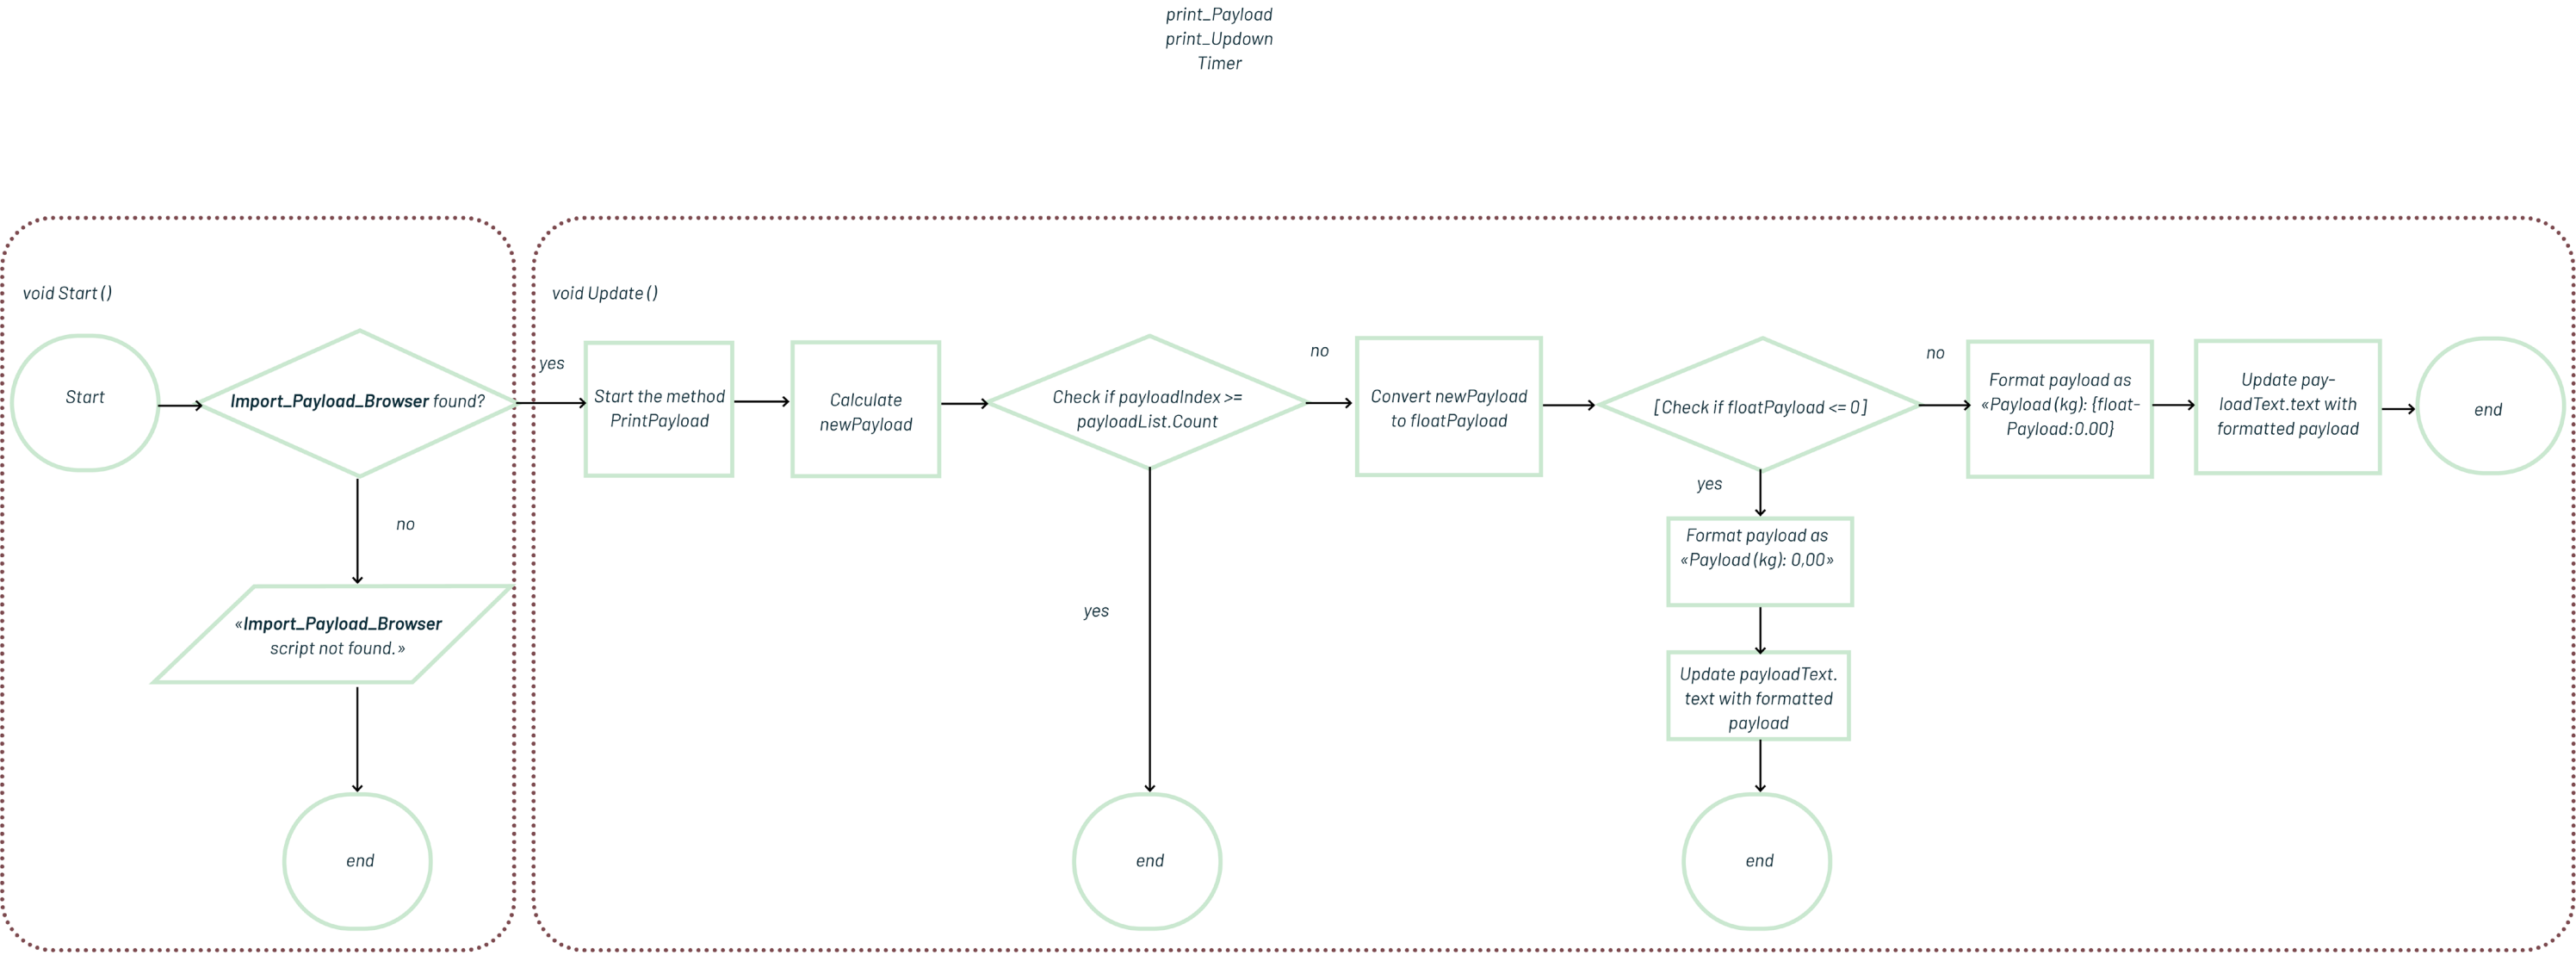 print_Payload
print_Updown
Timer
void Start ()
Start
Import_Payload_Browser found?
no
«Import_Payload_Browser
script not found.»
end
void Update ()
yes
Start the method
PrintPayload
Calculate
newPayload
Check if payloadIndex >=
payloadList.Count
yes
end
no
Convert newPayload
to floatPayload
[Check if floatPayload <= 0]
yes
Format payload as
«Payload (kg): 0,00»
Update payloadText.
text with formatted
payload
end
no
Format payload as
«Payload (kg): {float-
Payload:0.00}
Update pay-
loadText.text with
formatted payload
end